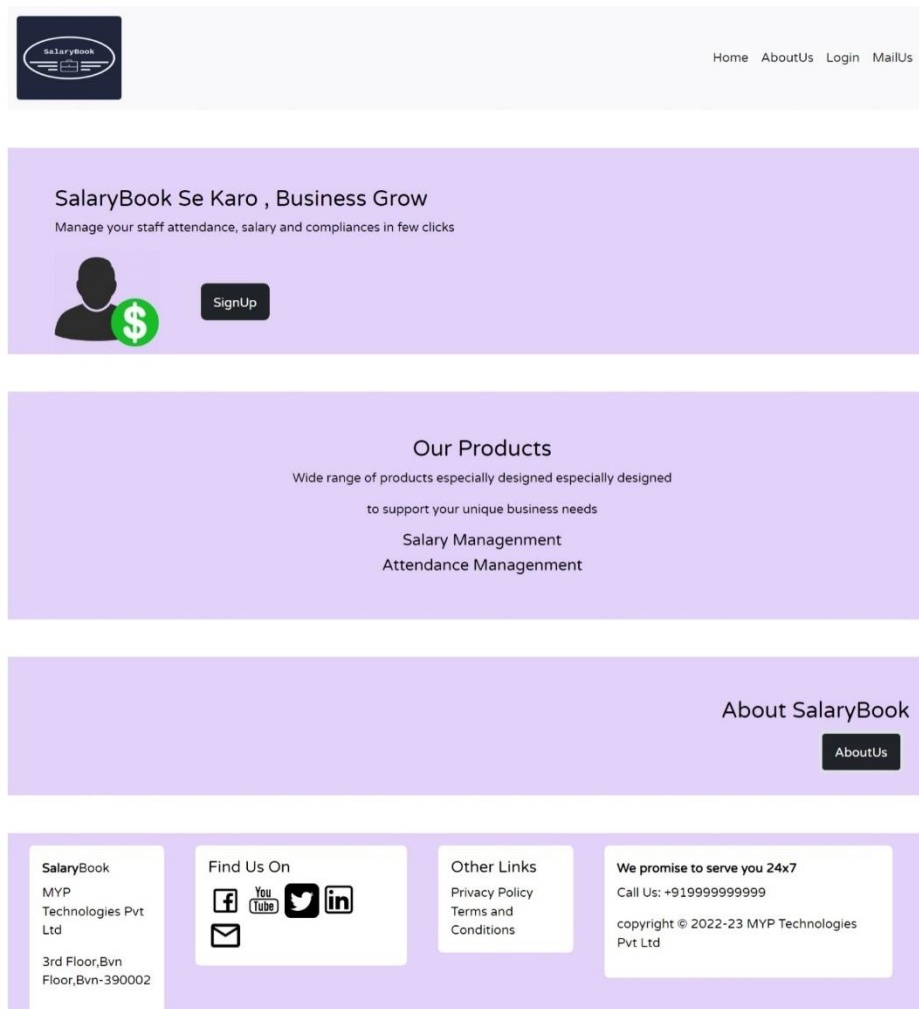 SalaryBook
Home AboutUs Login MailUs
SalaryBook Se Karo , Business Grow
Manage your staff attendance, salary and compliances in few clicks
$
SignUp
Our Products
Wide range of products especially designed especially designed
to support your unique business needs
Salary Managenment
Attendance Managenment
About SalaryBook
AboutUs
SalaryBook
MYP
Technologies Pvt
Ltd
3rd Floor,Bvn
Floor,Bvn-390002
Find Us On
f You Tube in
Other Links
Privacy Policy
Terms and
Conditions
We promise to serve you 24x7
Call Us: +919999999999
copyright © 2022-23 MYP Technologies
Pvt Ltd